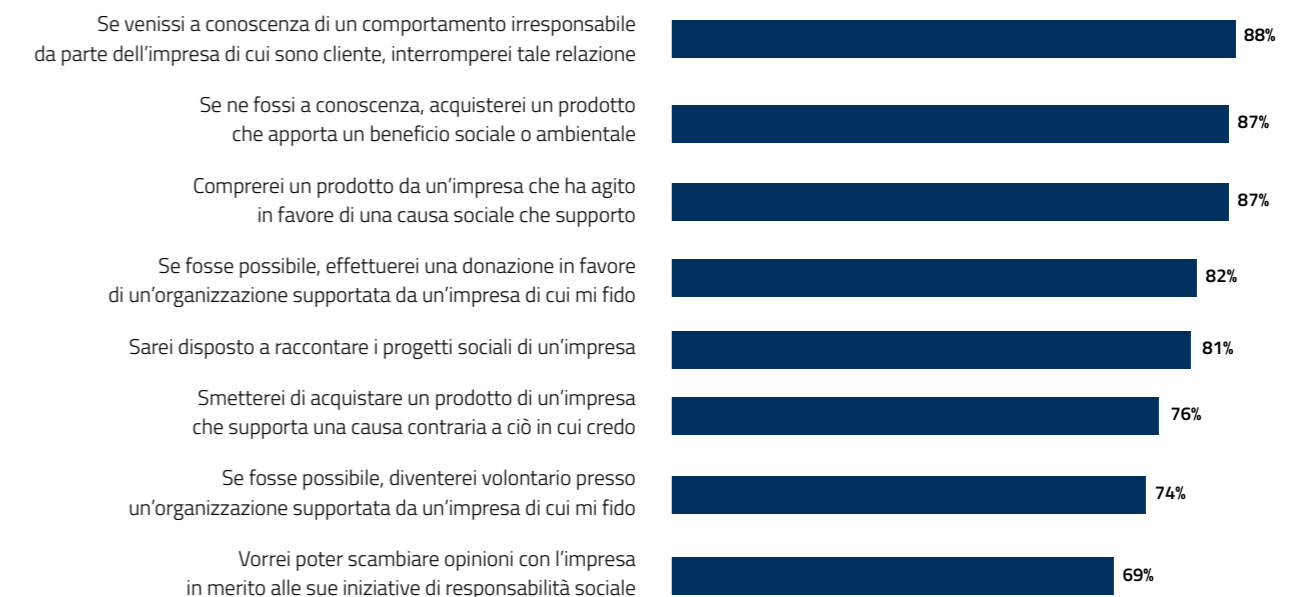 Se venissi a conoscenza di un comportamento irresponsabile
da parte dell’impresa di cui sono cliente, interromperei tale relazione
88%
Se ne fossi a conoscenza, acquisterei un prodotto
che apporta un beneficio sociale o ambientale
87%
Comprerei un prodotto da un’impresa che ha agito
in favore di una causa sociale che supporto
87%
Se fosse possibile, effettuerei una donazione in favore
di un’organizzazione supportata da un’impresa di cui mi fido
82%
Sarei disposto a raccontare i progetti sociali di un’impresa
81%
Smetterei di acquistare un prodotto di un’impresa
che supporta una causa contraria a ciò in cui credo
76%
Se fosse possibile, diventerei volontario presso
un’organizzazione supportata da un’impresa di cui mi fido
74%
Vorrei poter scambiare opinioni con l’impresa
in merito alle sue iniziative di responsabilità sociale
69%